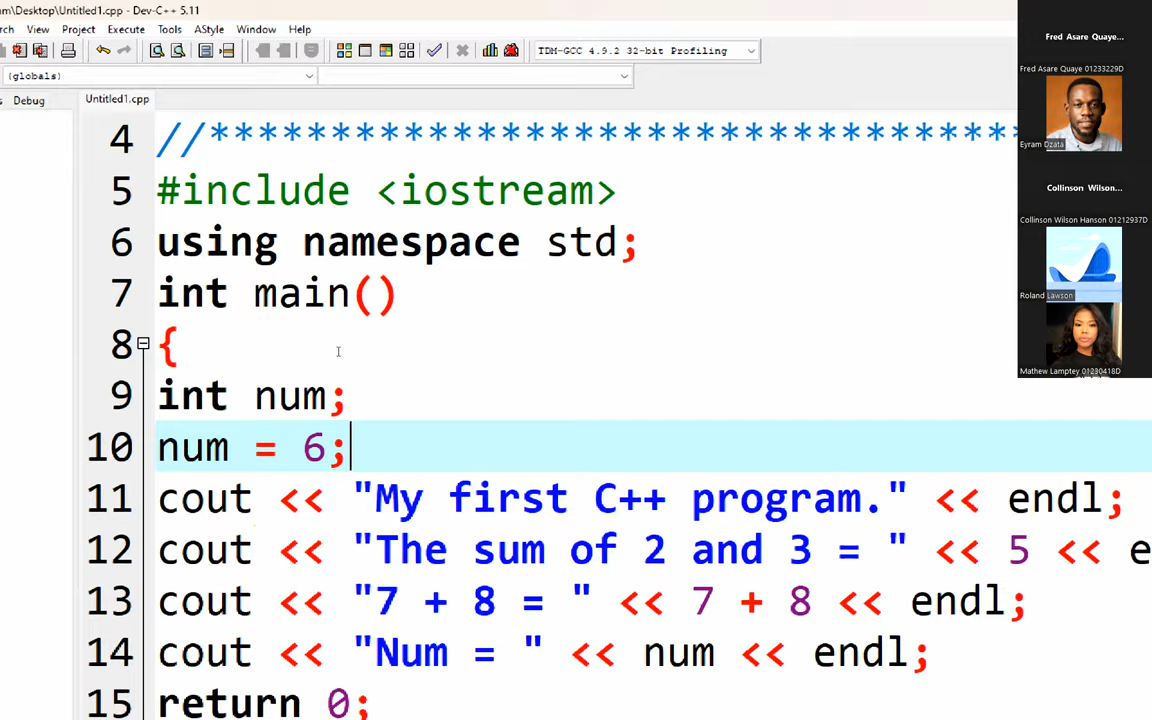 m\Desktop\Untitled1.cpp - Dev-C++ 5.11
rch View Project Execute Tools AStyle Window Help
TDM-GCC 4.9.2 32-bit Profiling
(globals)
s Debug Untitled1.cpp
4 //**********************************
5 #include <iostream>
6 using namespace std;
7 int main()
8 {
9 int num;
10 num = 6;
11 cout << "My first C++ program." << endl;
12 cout << "The sum of 2 and 3 = " << 5 << e
13 cout << "7 + 8 = " << 7 + 8 << endl;
14 cout << "Num = " << num << endl;
15 return 0;
Fred Asare Quaye...
Fred Asare Quaye 01233229D
Eyram Dzata
Collinson Wilson...
Collinson Wilson Hanson 01212937D
Roland Lawson
Mathew Lamptey 01230418D